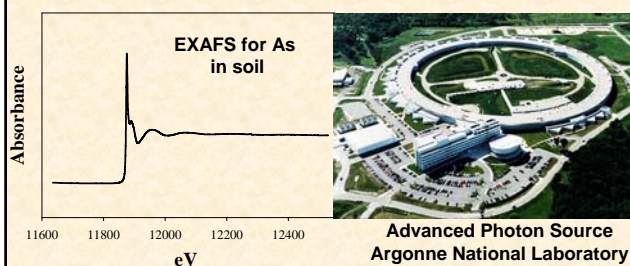 EXAFS for As
in soil
Absorbance
11600 11800 12000 12200 12400
eV
Advanced Photon Source
Argonne National Laboratory